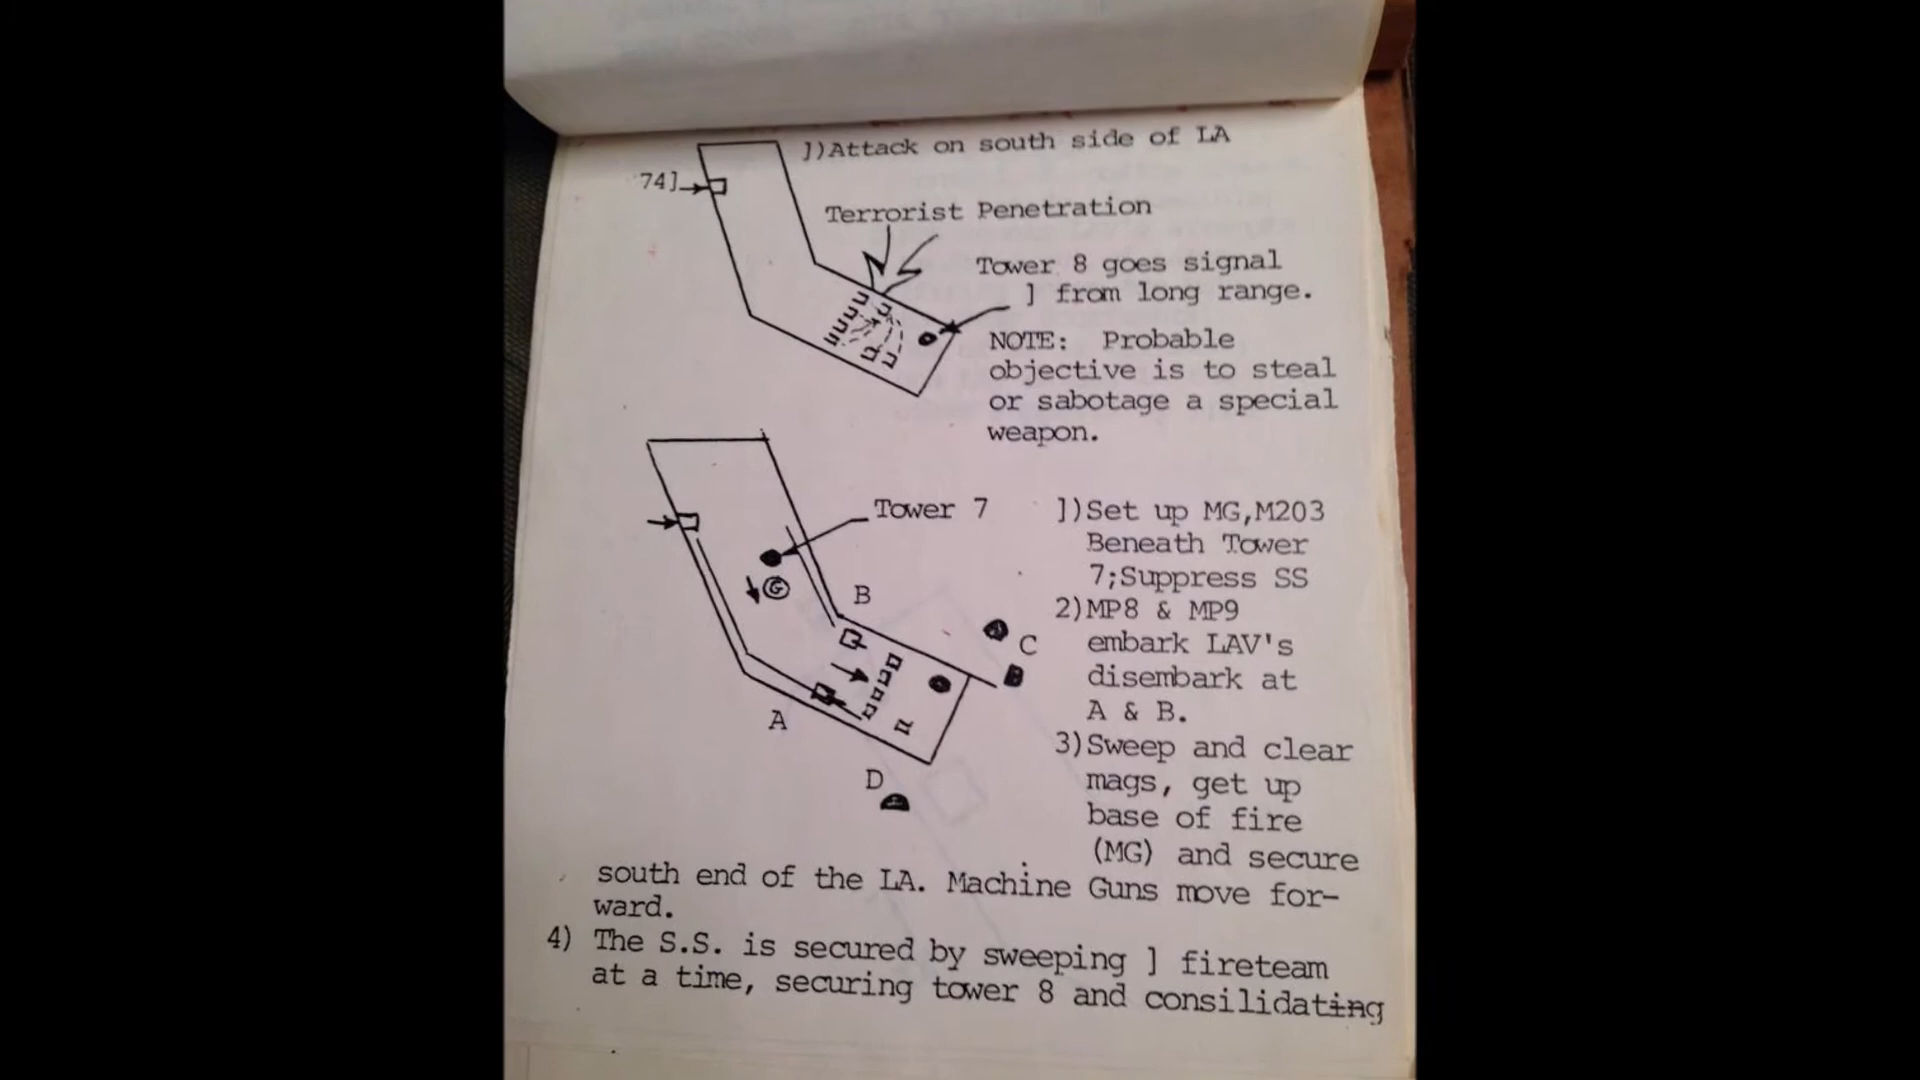 ])Attack on south side of LA
74]
Terrorist Penetration
Tower 8 goes signal
] from long range.
NOTE: Probable
objective is to steal
or sabotage a special
weapon.
Tower 7
G
B
C
A
D
])Set up MG,M203
Beneath Tower
7;Suppress SS
2)MP8 & MP9
embark LAV's
disembark at
A & B.
3)Sweep and clear
mags, get up
base of fire
(MG) and secure
south end of the LA. Machine Guns move for-
ward.
4) The S.S. is secured by sweeping ] fireteam
at a time, securing tower 8 and consilidating